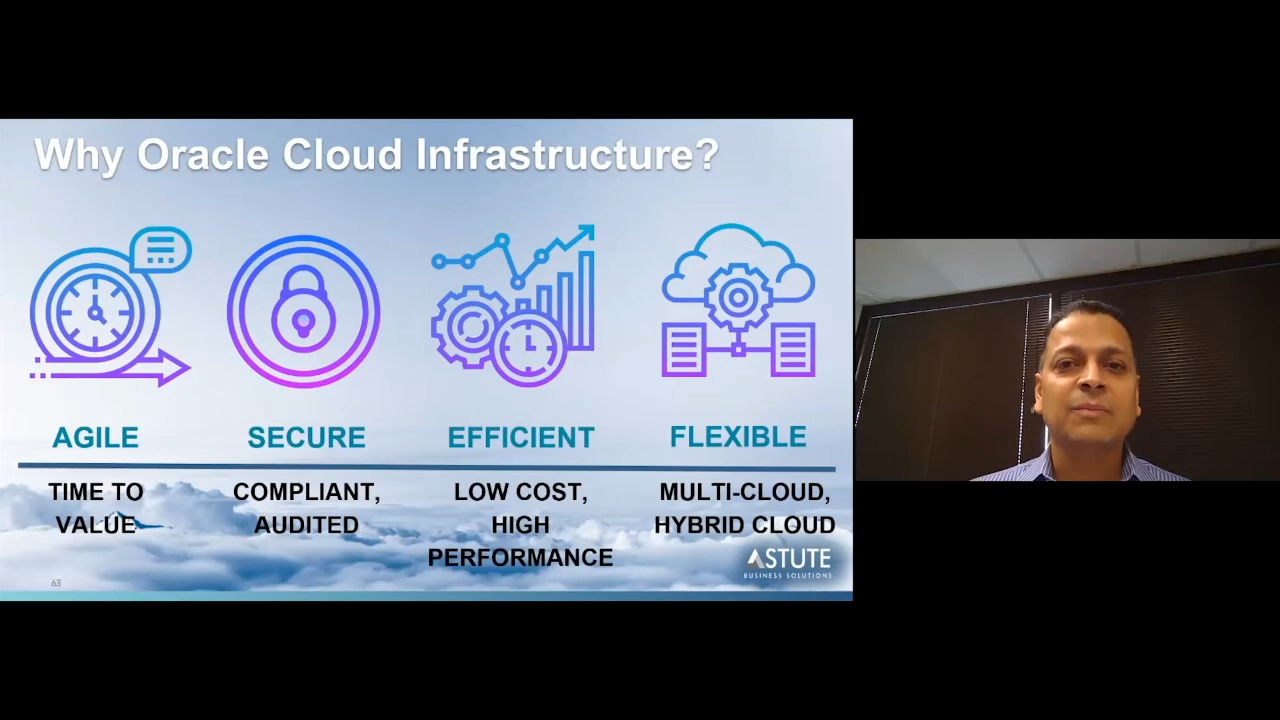 Why Oracle Cloud Infrastructure?
AGILE
SECURE
EFFICIENT
FLEXIBLE
TIME TO
VALUE
COMPLIANT,
AUDITED
LOW COST,
HIGH
PERFORMANCE
MULTI-CLOUD,
HYBRID CLOUD
ASTUTE
BUSINESS SOLUTIONS
63